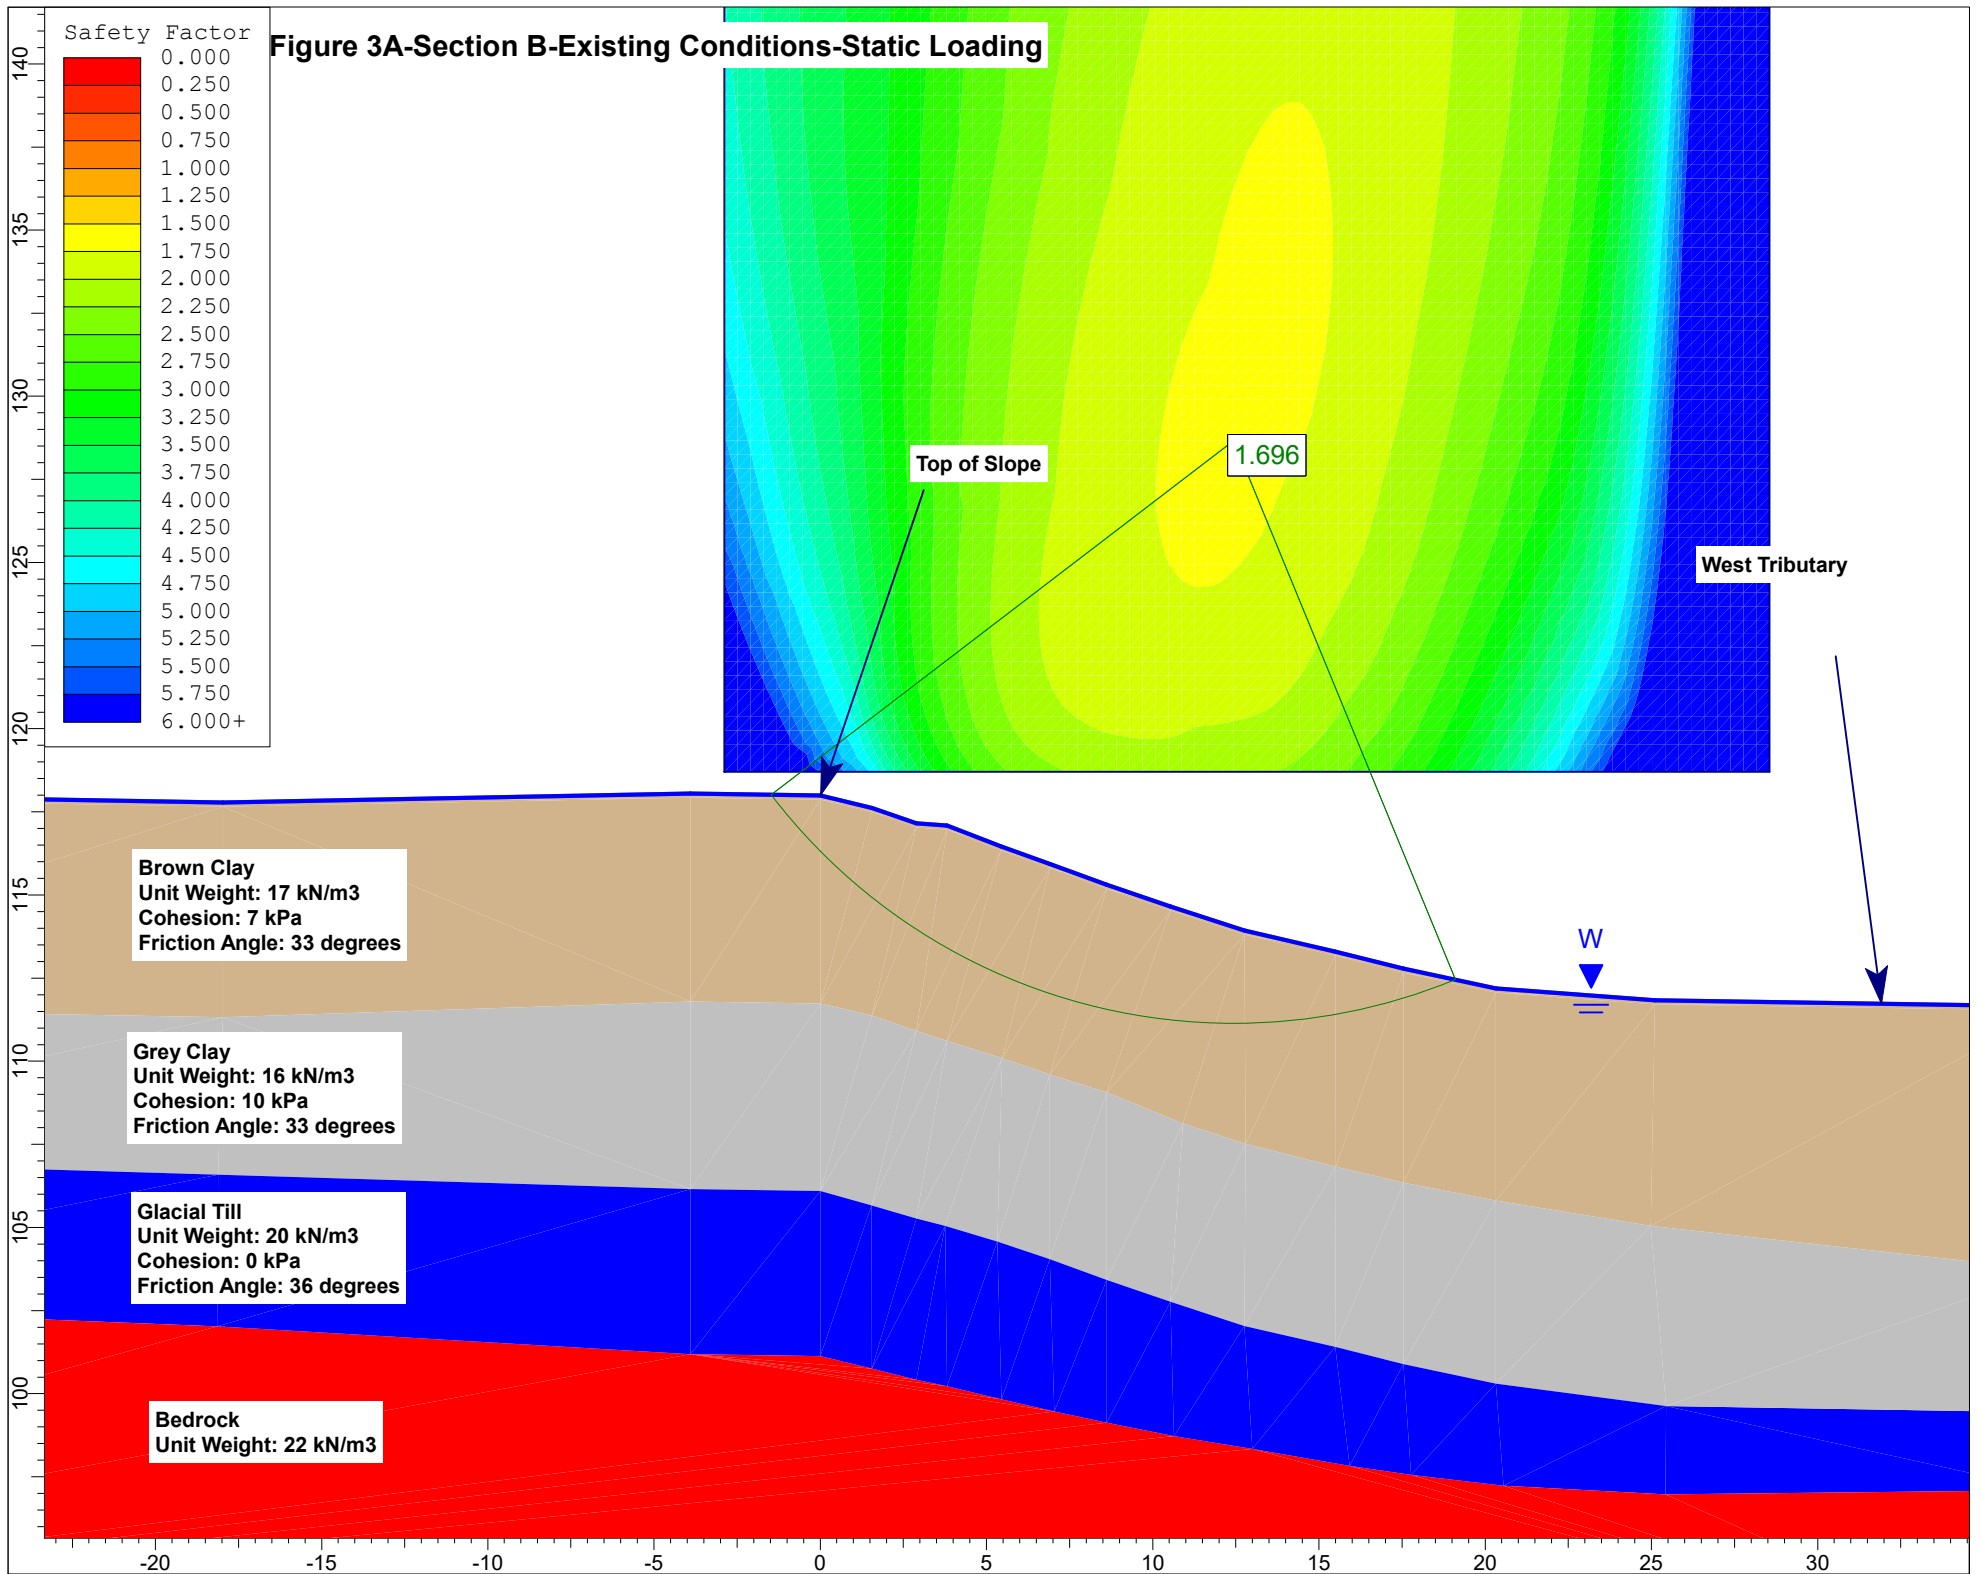 Safety Factor
0.000
0.250
0.500
0.750
1.000
1.250
1.500
1.750
2.000
2.250
2.500
2.750
3.000
3.250
3.500
3.750
4.000
4.250
4.500
4.750
5.000
5.250
5.500
5.750
6.000+
Figure 3A-Section B-Existing Conditions-Static Loading
1.696
Top of Slope
West Tributary
W
Brown Clay
Unit Weight: 17 kN/m3
Cohesion: 7 kPa
Friction Angle: 33 degrees
Grey Clay
Unit Weight: 16 kN/m3
Cohesion: 10 kPa
Friction Angle: 33 degrees
Glacial Till
Unit Weight: 20 kN/m3
Cohesion: 0 kPa
Friction Angle: 36 degrees
Bedrock
Unit Weight: 22 kN/m3
140
135
130
125
120
115
110
105
100
-20 -15 -10 -5 0 5 10 15 20 25 30